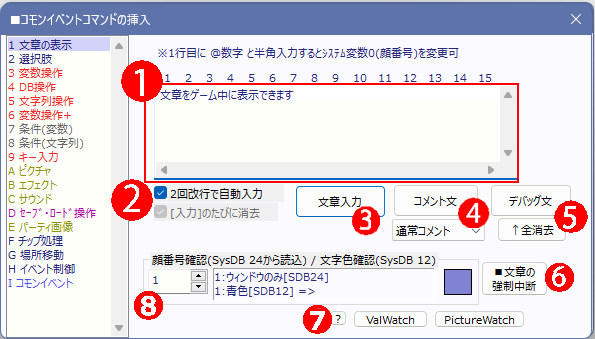 ■コモンイベントコマンドの挿入
1 文章の表示
2 選択肢
3 変数操作
4 DB操作
5 文字列操作
6 変数操作+
7 条件(変数)
8 条件(文字列)
9 キー入力
A ピクチャ
B エフェクト
C サウンド
D セーブ・ロード操作
E パーティ画像
F チップ処理
G 場所移動
H イベント制御
I コモンイベント
※1行目に @数字 と半角入力するとシステム変数0(顔番号)を変更可
1
1 2 3 4 5 6 7 8 9 10 11 12 13 14 15
文章をゲーム中に表示できます
2
2回改行で自動入力
[入力]のたびに消去
文章入力
3
コメント文
4
通常コメント
デバッグ文
5
↑全消去
顔番号確認(SysDB 24から読込) / 文字色確認(SysDB 12)
1
1:ウィンドウのみ[SDB24]
1:青色[SDB12] =>
8
■文章の
強制中断
6
7
?
ValWatch
PictureWatch